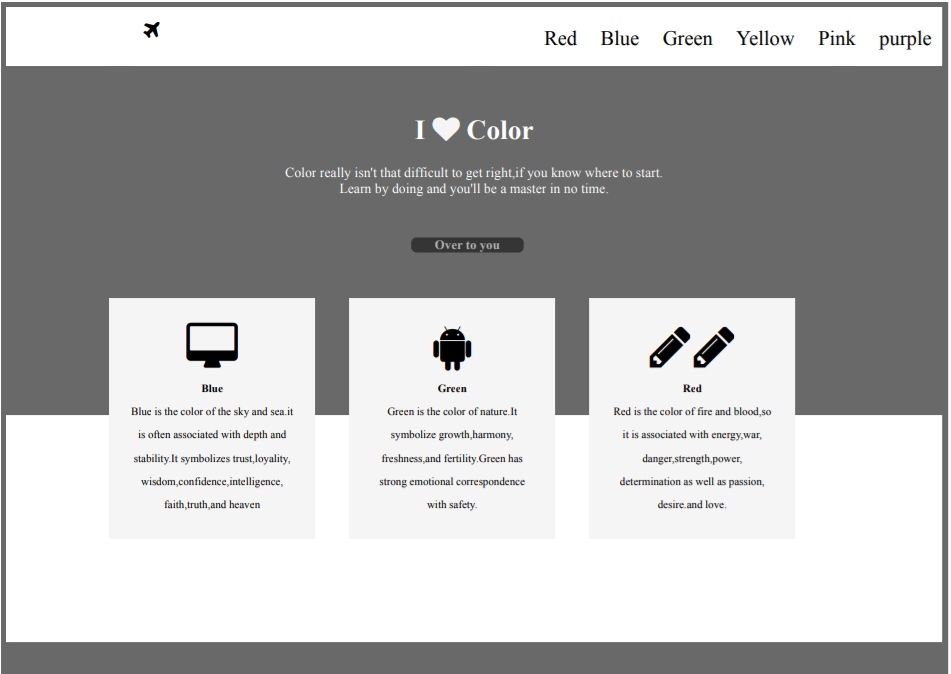 Red Blue Green Yellow Pink purple
I Color
Color really isn't that difficult to get right,if you know where to start.
Learn by doing and you'll be a master in no time.
Over to you
Blue
Blue is the color of the sky and sea.it
is often associated with depth and
stability.It symbolizes trust,loyality,
wisdom,confidence,intelligence,
faith,truth,and heaven
Green
Green is the color of nature.It
symbolize growth,harmony,
freshness,and fertility.Green has
strong emotional correspondence
with safety.
Red
Red is the color of fire and blood,so
it is associated with energy,war,
danger,strength,power,
determination as well as passion,
desire.and love.